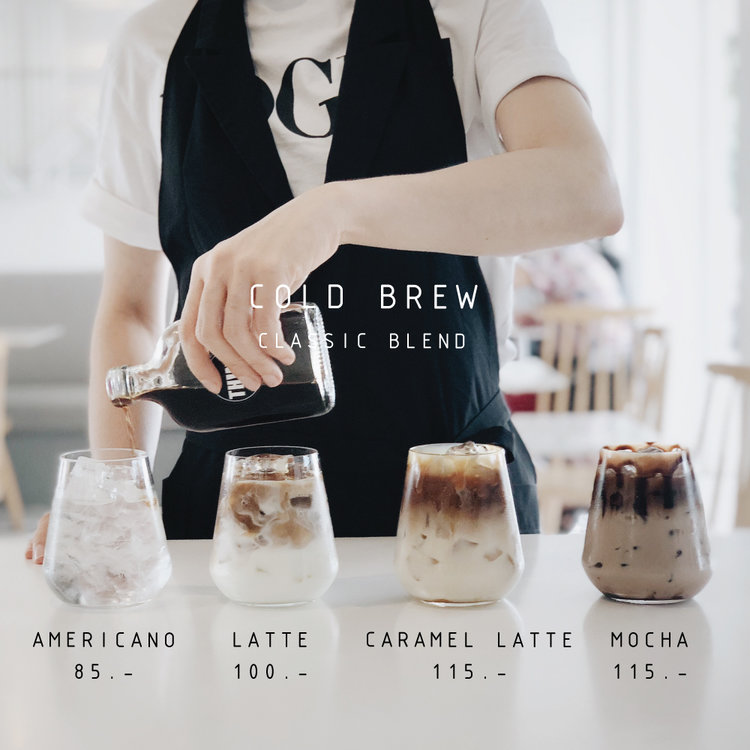 COLD BREW
CLASSIC BLEND
AMERICANO
85.-
LATTE
100.-
CARAMEL LATTE
115.-
MOCHA
115.-